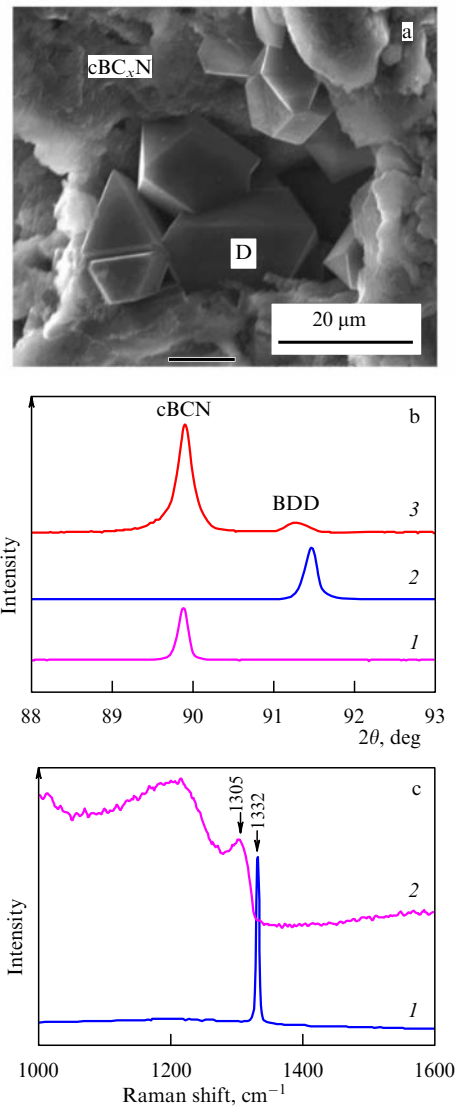 a
cBCₓN
D
20 μm
b
cBCN
BDD
3
2
1
Intensity
88 89 90 91 92 93
2θ, deg
c
1305
1332
2
1
Intensity
1000 1200 1400 1600
Raman shift, cm⁻¹